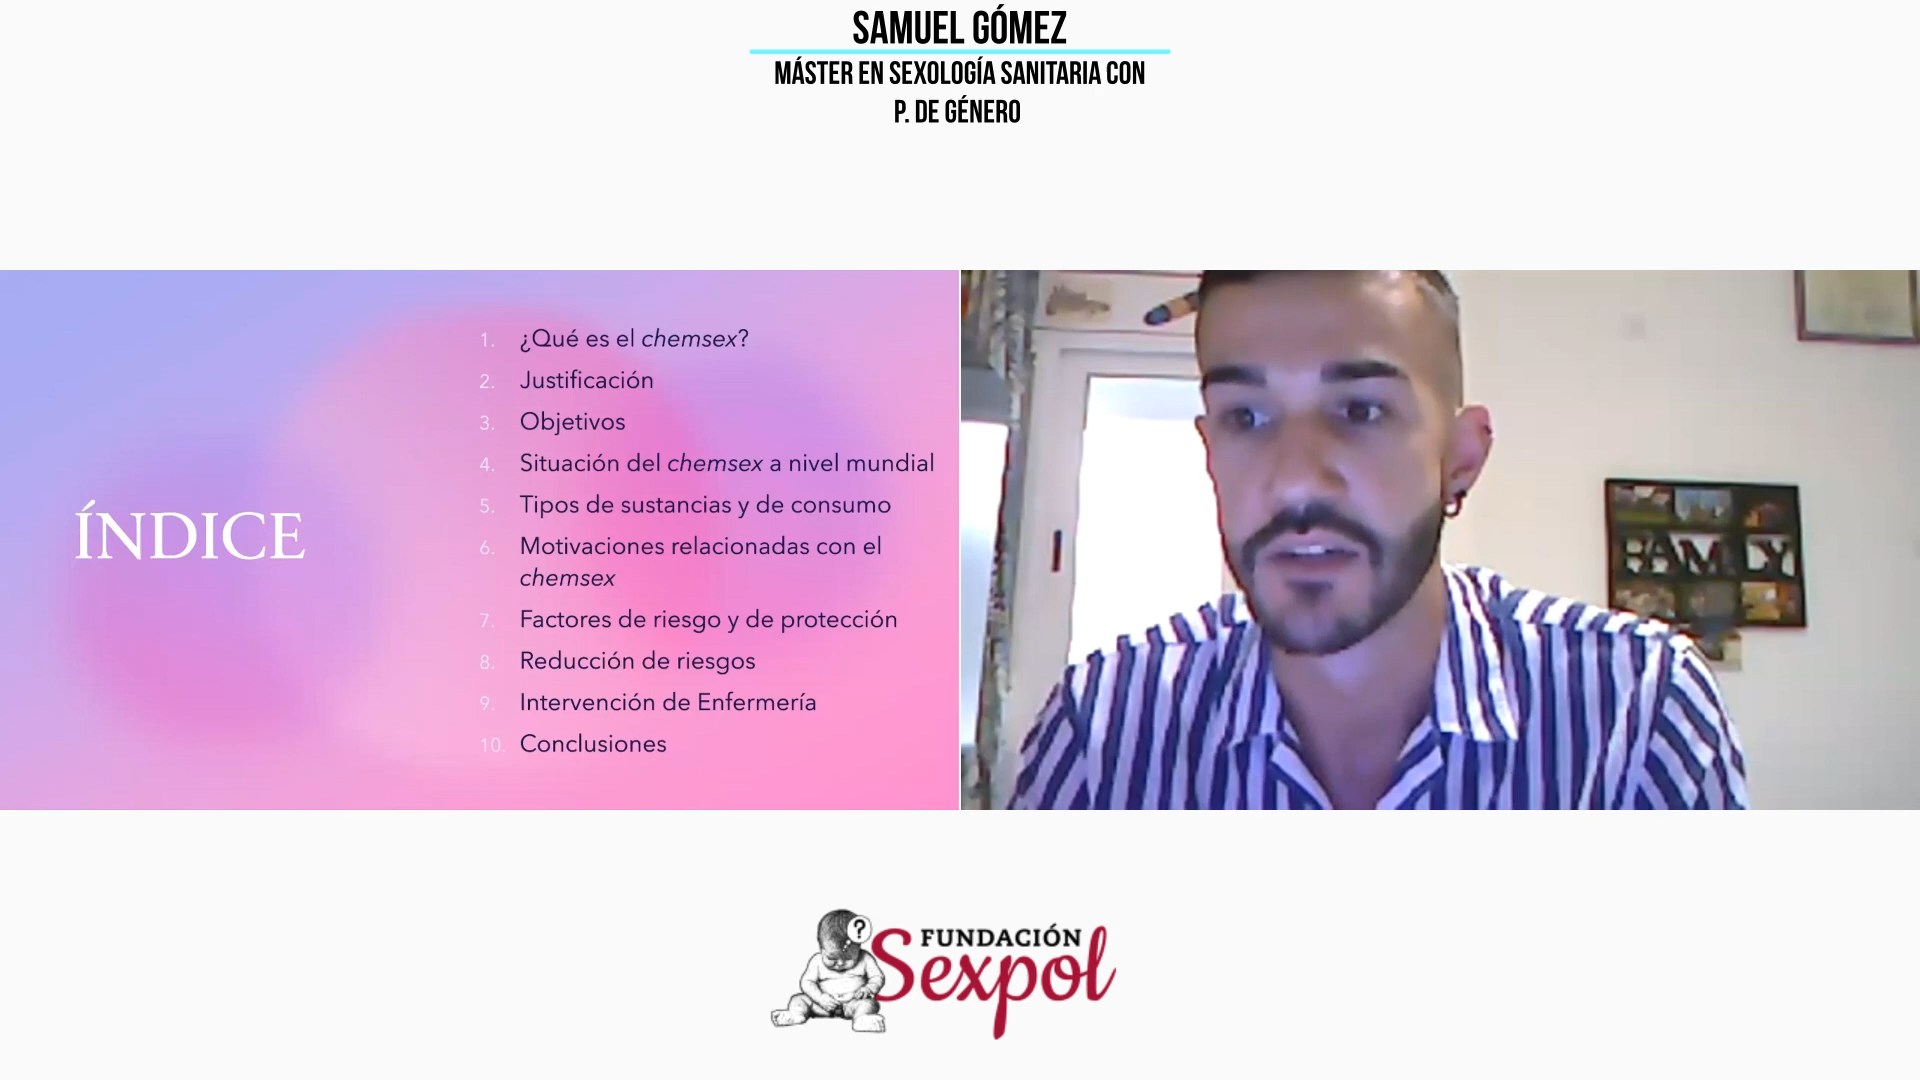 SAMUEL GÓMEZ
MÁSTER EN SEXOLOGÍA SANITARIA CON
P. DE GÉNERO
ÍNDICE
1. ¿Qué es el chemsex?
2. Justificación
3. Objetivos
4. Situación del chemsex a nivel mundial
5. Tipos de sustancias y de consumo
6. Motivaciones relacionadas con el
chemsex
7. Factores de riesgo y de protección
8. Reducción de riesgos
9. Intervención de Enfermería
10. Conclusiones
FAMILY
?
FUNDACIÓN
Sexpol